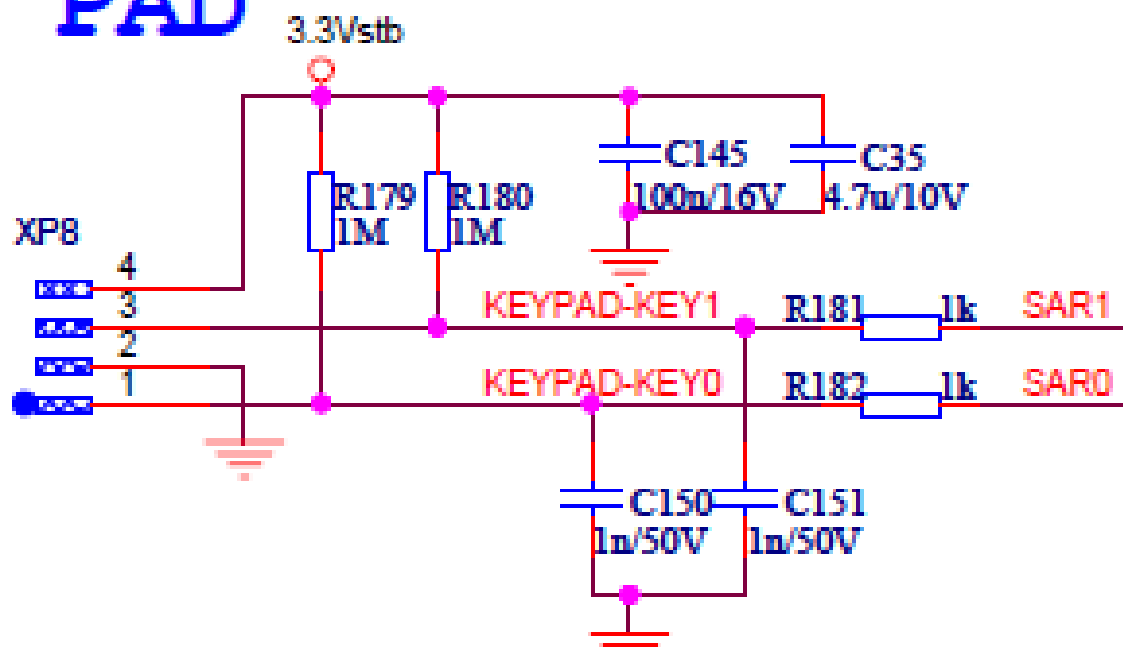 PAD
3.3Vstb
C145
100n/16V
C35
4.7u/10V
R179
1M
R180
1M
XP8
4
3
2
1
KEYPAD-KEY1
R181
1k
SAR1
KEYPAD-KEY0
R182
1k
SAR0
C150
1n/50V
C151
1n/50V